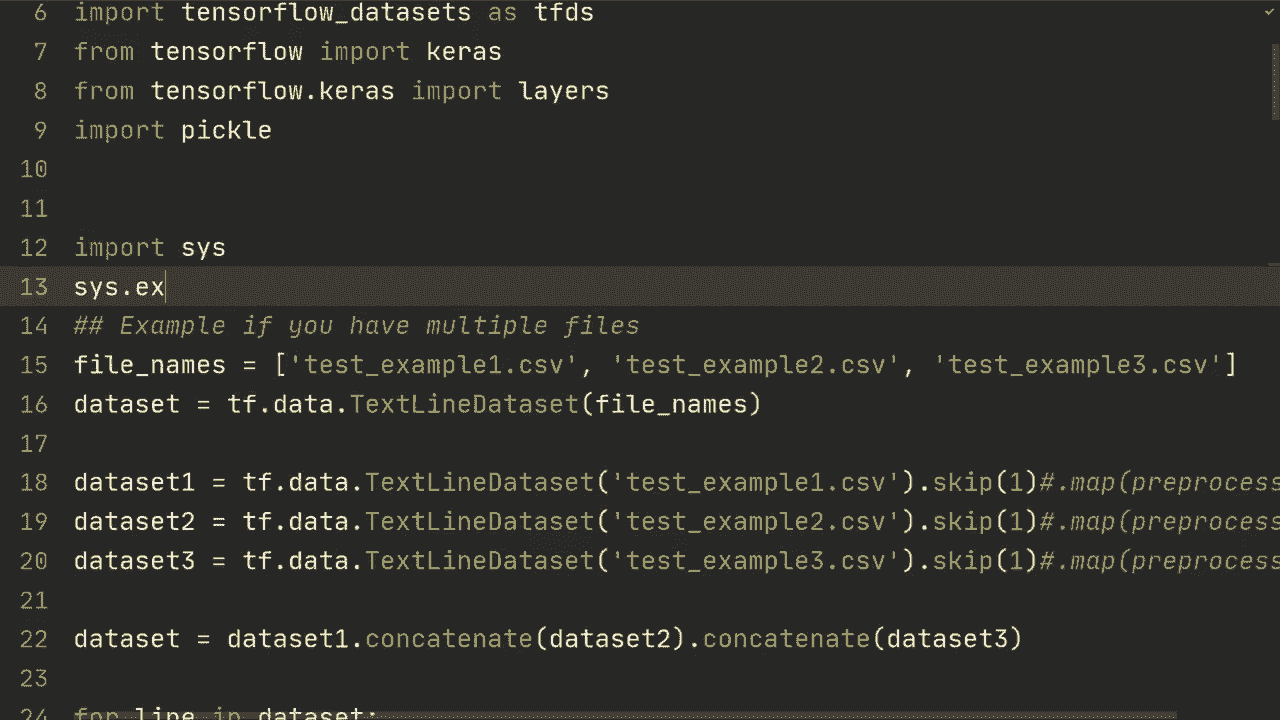 6 import tensorflow_datasets as tfds
7 from tensorflow import keras
8 from tensorflow.keras import layers
9 import pickle
10
11
12 import sys
13 sys.ex
14 ## Example if you have multiple files
15 file_names = ['test_example1.csv', 'test_example2.csv', 'test_example3.csv']
16 dataset = tf.data.TextLineDataset(file_names)
17
18 dataset1 = tf.data.TextLineDataset('test_example1.csv').skip(1)#.map(preprocess
19 dataset2 = tf.data.TextLineDataset('test_example2.csv').skip(1)#.map(preprocess
20 dataset3 = tf.data.TextLineDataset('test_example3.csv').skip(1)#.map(preprocess
21
22 dataset = dataset1.concatenate(dataset2).concatenate(dataset3)
23
24 for line in dataset: